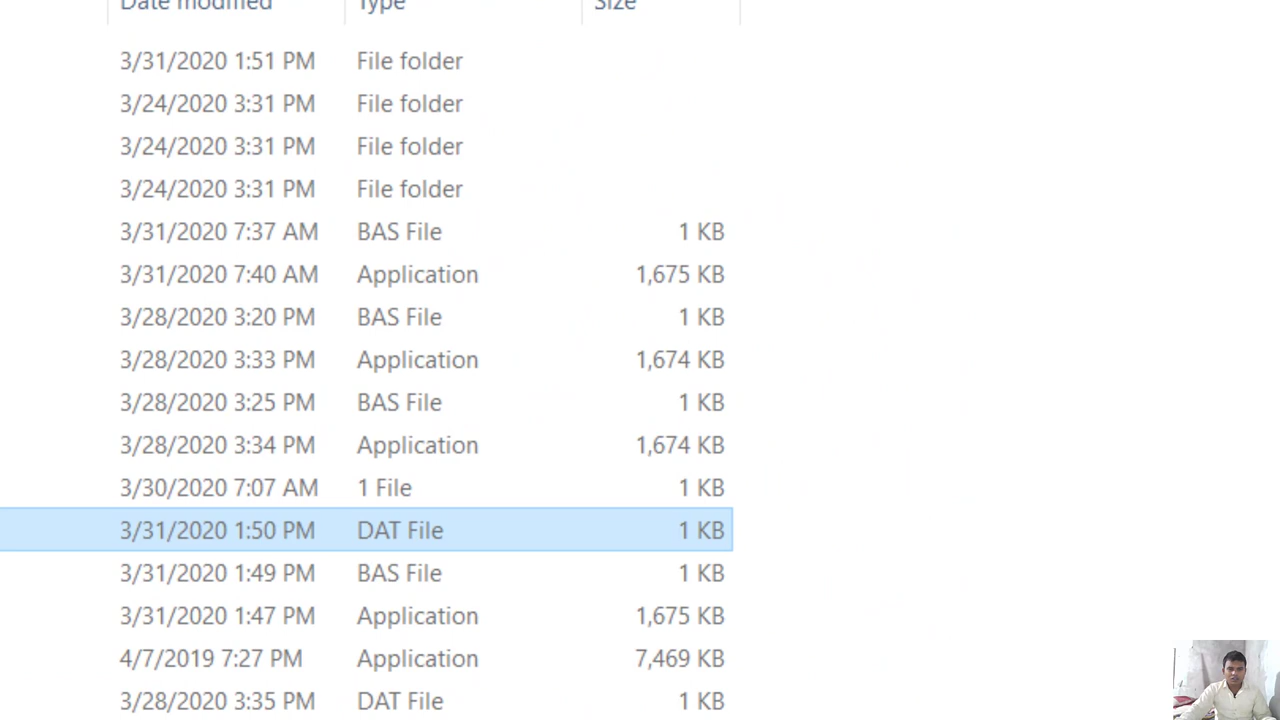 Date modified Type Size
3/31/2020 1:51 PM File folder
3/24/2020 3:31 PM File folder
3/24/2020 3:31 PM File folder
3/24/2020 3:31 PM File folder
3/31/2020 7:37 AM BAS File 1 KB
3/31/2020 7:40 AM Application 1,675 KB
3/28/2020 3:20 PM BAS File 1 KB
3/28/2020 3:33 PM Application 1,674 KB
3/28/2020 3:25 PM BAS File 1 KB
3/28/2020 3:34 PM Application 1,674 KB
3/30/2020 7:07 AM 1 File 1 KB
3/31/2020 1:50 PM DAT File 1 KB
3/31/2020 1:49 PM BAS File 1 KB
3/31/2020 1:47 PM Application 1,675 KB
4/7/2019 7:27 PM Application 7,469 KB
3/28/2020 3:35 PM DAT File 1 KB